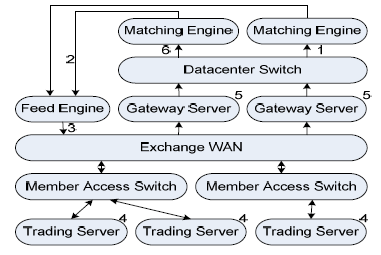 Matching Engine Matching Engine
6 1
2
Datacenter Switch
5 5
Feed Engine Gateway Server Gateway Server
3
Exchange WAN
Member Access Switch Member Access Switch
4 4 4
Trading Server Trading Server Trading Server